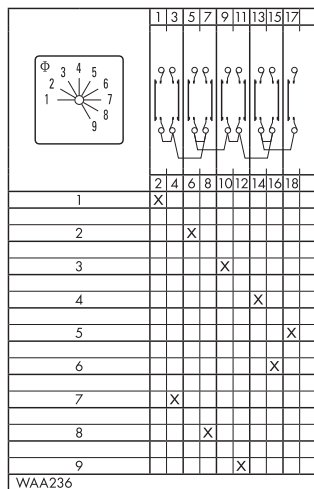 1 3 5 7 9 11 13 15 17
Φ
1 2 3 4 5 6 7 8 9
2 4 6 8 10 12 14 16 18
1 X
2 X
3 X
4 X
5 X
6 X
7 X
8 X
9 X
WAA236